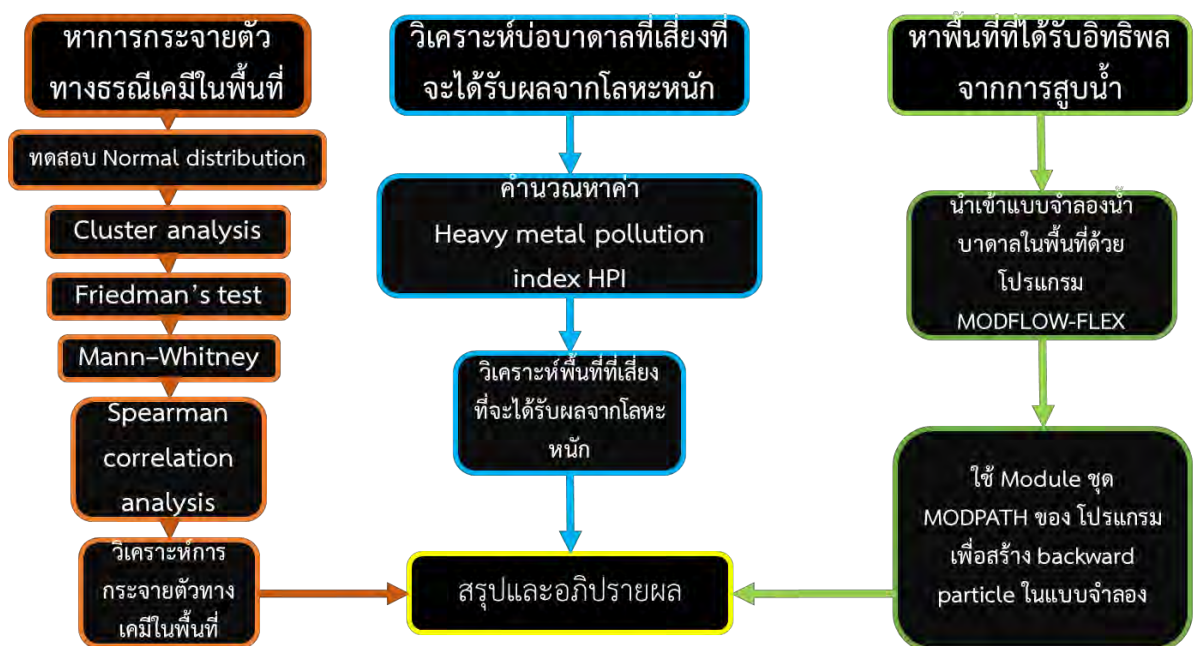 หาการกระจายตัว
ทางธรณีเคมีในพื้นที่
ทดสอบ Normal distribution
Cluster analysis
Friedman's test
Mann–Whitney
Spearman
correlation
analysis
วิเคราะห์การ
กระจายตัวทาง
เคมีในพื้นที่
วิเคราะห์บ่อบาดาลที่เสี่ยงที่
จะได้รับผลจากโลหะหนัก
คำนวณหาค่า
Heavy metal pollution
index HPI
วิเคราะห์พื้นที่ที่เสี่ยง
ที่จะได้รับผลจากโลหะ
หนัก
สรุปและอภิปรายผล
หาพื้นที่ที่ได้รับอิทธิพล
จากการสูบน้ำ
นำเข้าแบบจำลองน้ำ
บาดาลในพื้นที่ด้วย
โปรแกรม
MODFLOW-FLEX
ใช้ Module ชุด
MODPATH ของ โปรแกรม
เพื่อสร้าง backward
particle ในแบบจำลอง